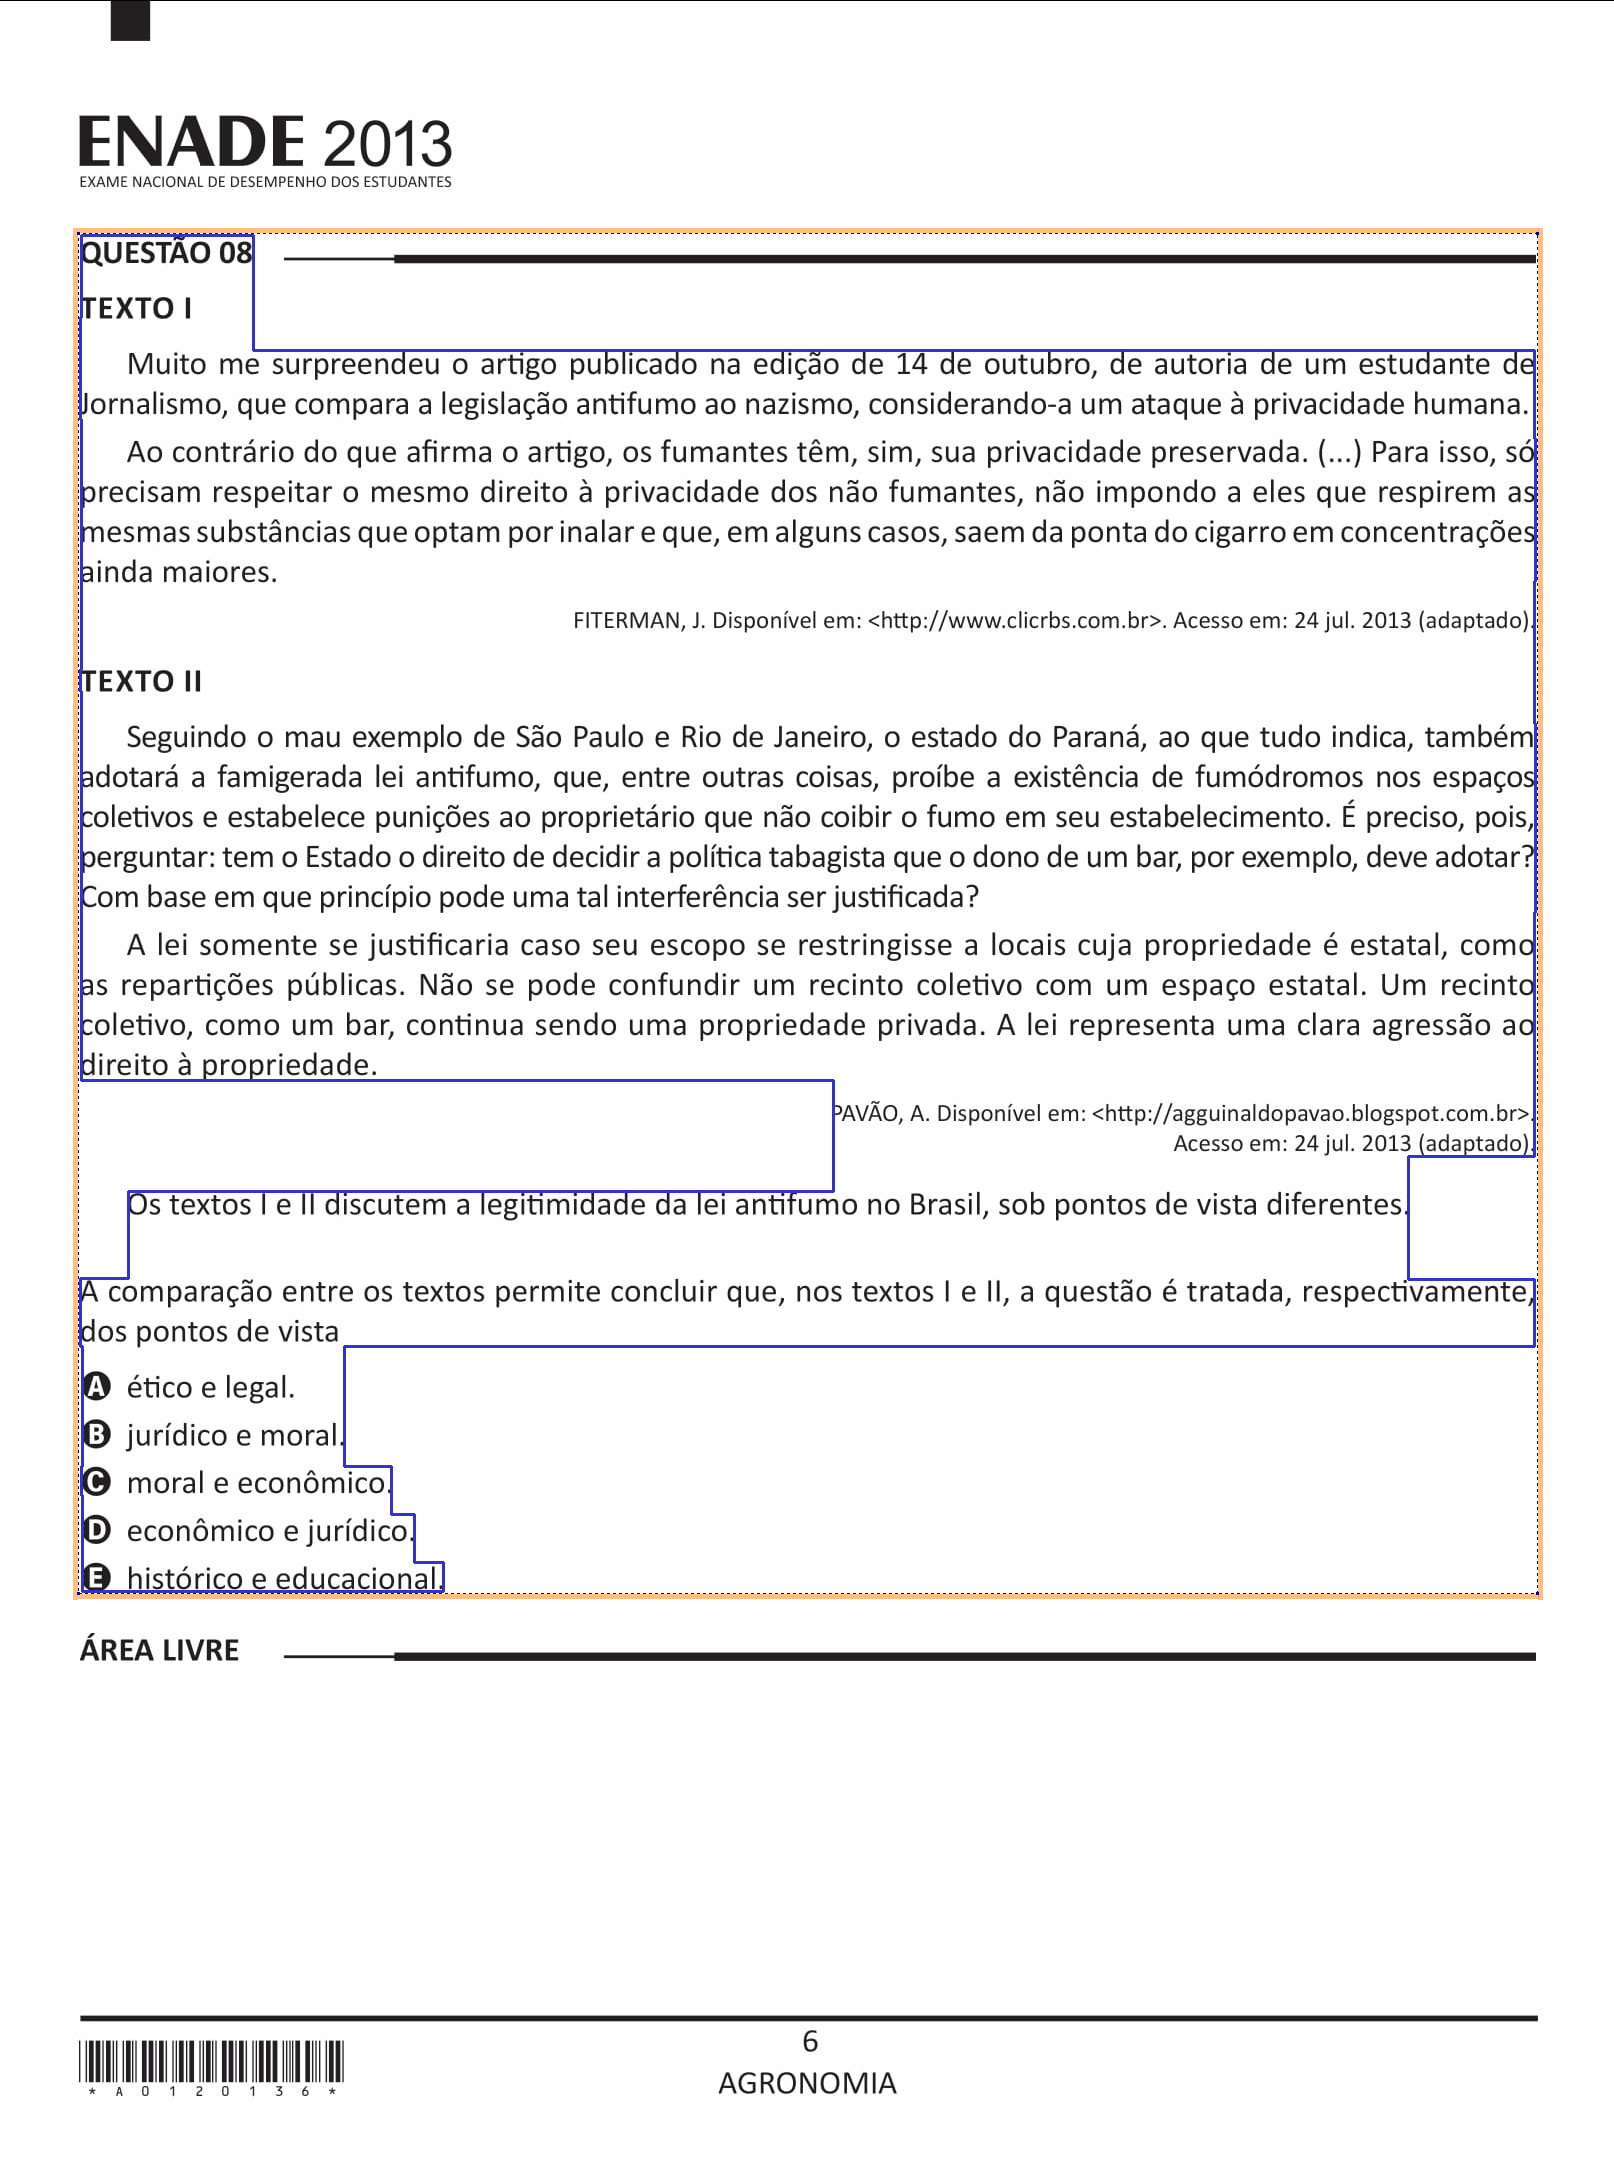 ENADE 2013
EXAME NACIONAL DE DESEMPENHO DOS ESTUDANTES
QUESTÃO 08
TEXTO I
Muito me surpreendeu o artigo publicado na edição de 14 de outubro, de autoria de um estudante de
Jornalismo, que compara a legislação antifumo ao nazismo, considerando-a um ataque à privacidade humana.
Ao contrário do que afirma o artigo, os fumantes têm, sim, sua privacidade preservada. (...) Para isso, só
precisam respeitar o mesmo direito à privacidade dos não fumantes, não impondo a eles que respirem as
mesmas substâncias que optam por inalar e que, em alguns casos, saem da ponta do cigarro em concentrações
ainda maiores.
FITERMAN, J. Disponível em: <http://www.clicrbs.com.br>. Acesso em: 24 jul. 2013 (adaptado).
TEXTO II
Seguindo o mau exemplo de São Paulo e Rio de Janeiro, o estado do Paraná, ao que tudo indica, também
adotará a famigerada lei antifumo, que, entre outras coisas, proíbe a existência de fumódromos nos espaços
coletivos e estabelece punições ao proprietário que não coibir o fumo em seu estabelecimento. É preciso, pois,
perguntar: tem o Estado o direito de decidir a política tabagista que o dono de um bar, por exemplo, deve adotar?
Com base em que princípio pode uma tal interferência ser justificada?
A lei somente se justificaria caso seu escopo se restringisse a locais cuja propriedade é estatal, como
as repartições públicas. Não se pode confundir um recinto coletivo com um espaço estatal. Um recinto
coletivo, como um bar, continua sendo uma propriedade privada. A lei representa uma clara agressão ao
direito à propriedade.
PAVÃO, A. Disponível em: <http://agguinaldopavao.blogspot.com.br>.
Acesso em: 24 jul. 2013 (adaptado).
Os textos I e II discutem a legitimidade da lei antifumo no Brasil, sob pontos de vista diferentes.
A comparação entre os textos permite concluir que, nos textos I e II, a questão é tratada, respectivamente,
dos pontos de vista
A ético e legal.
B jurídico e moral.
C moral e econômico.
D econômico e jurídico.
E histórico e educacional.
ÁREA LIVRE
6
AGRONOMIA
*A0120136*